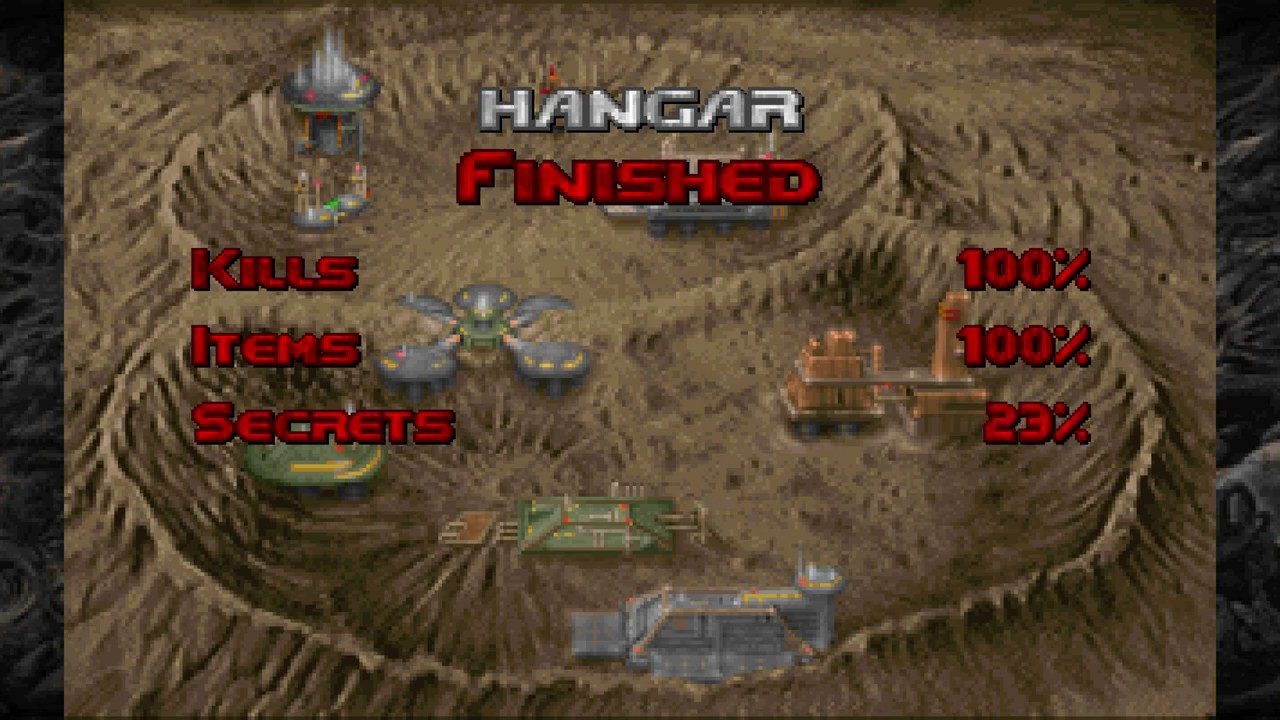 HANGAR
FINISHED
KILLS 100%
ITEMS 100%
SECRETS 23%